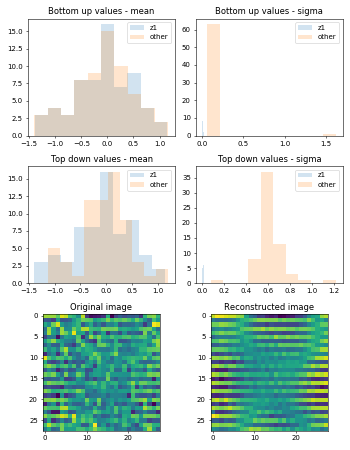 Bottom up values - mean
Bottom up values - sigma
15.0
12.5
10.0
7.5
5.0
2.5
0.0
z1
other
−1.5 −1.0 −0.5 0.0 0.5 1.0
60
50
40
30
20
10
0
z1
other
0.0 0.5 1.0 1.5
Top down values - mean
Top down values - sigma
15.0
12.5
10.0
7.5
5.0
2.5
0.0
z1
other
−1.5 −1.0 −0.5 0.0 0.5 1.0
35
30
25
20
15
10
5
0
z1
other
0.0 0.2 0.4 0.6 0.8 1.0 1.2
Original image
Reconstructed image
0
5
10
15
20
25
0 10 20
0
5
10
15
20
25
0 10 20